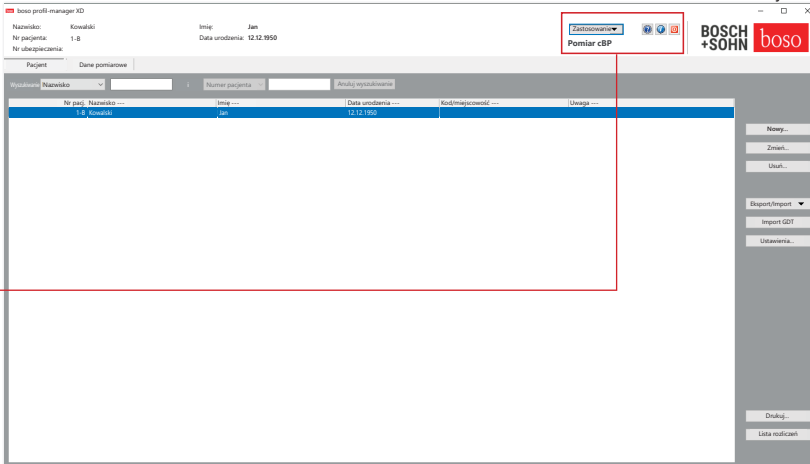 boso profil-manager XD
Nazwisko: Kowalski Imię: Jan
Nr pacjenta: 1-8 Data urodzenia: 12.12.1950
Nr ubezpieczenia:
Zastosowanie
Pomiar cBP
BOSCH
+SOHN
boso
Pacjent Dane pomiarowe
Wyszukiwanie Nazwisko i Numer pacjenta Anuluj wyszukiwanie
Nr pacj. Nazwisko --- Imię --- Data urodzenia --- Kod/miejscowość --- Uwaga ---
1-8 Kowalski Jan 12.12.1950
Nowy...
Zmień...
Usuń...
Eksport/Import
Import GDT
Ustawienia...
Drukuj...
Lista rozliczeń